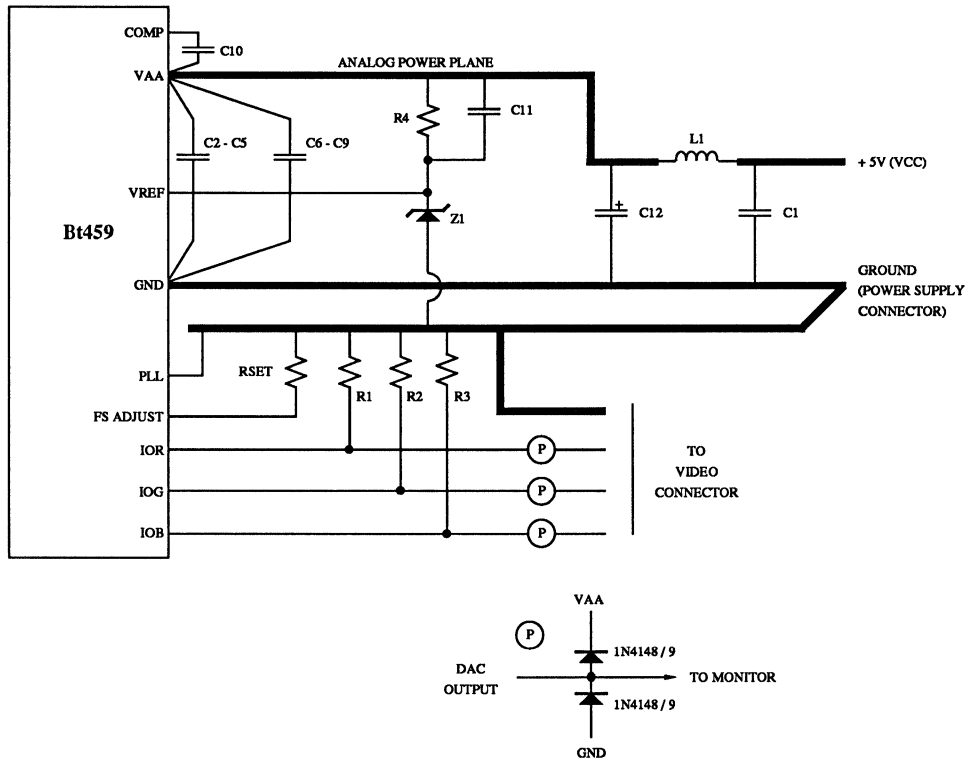 COMP
C10
VAA
ANALOG POWER PLANE
R4
C11
C2 - C5
C6 - C9
L1
+ 5V (VCC)
VREF
Z1
C12
C1
Bt459
GND
GROUND
(POWER SUPPLY
CONNECTOR)
PLL
RSET
R1
R2
R3
FS ADJUST
IOR
P
IOG
P
IOB
P
TO
VIDEO
CONNECTOR
VAA
P
1N4148 / 9
DAC
OUTPUT
TO MONITOR
1N4148 / 9
GND